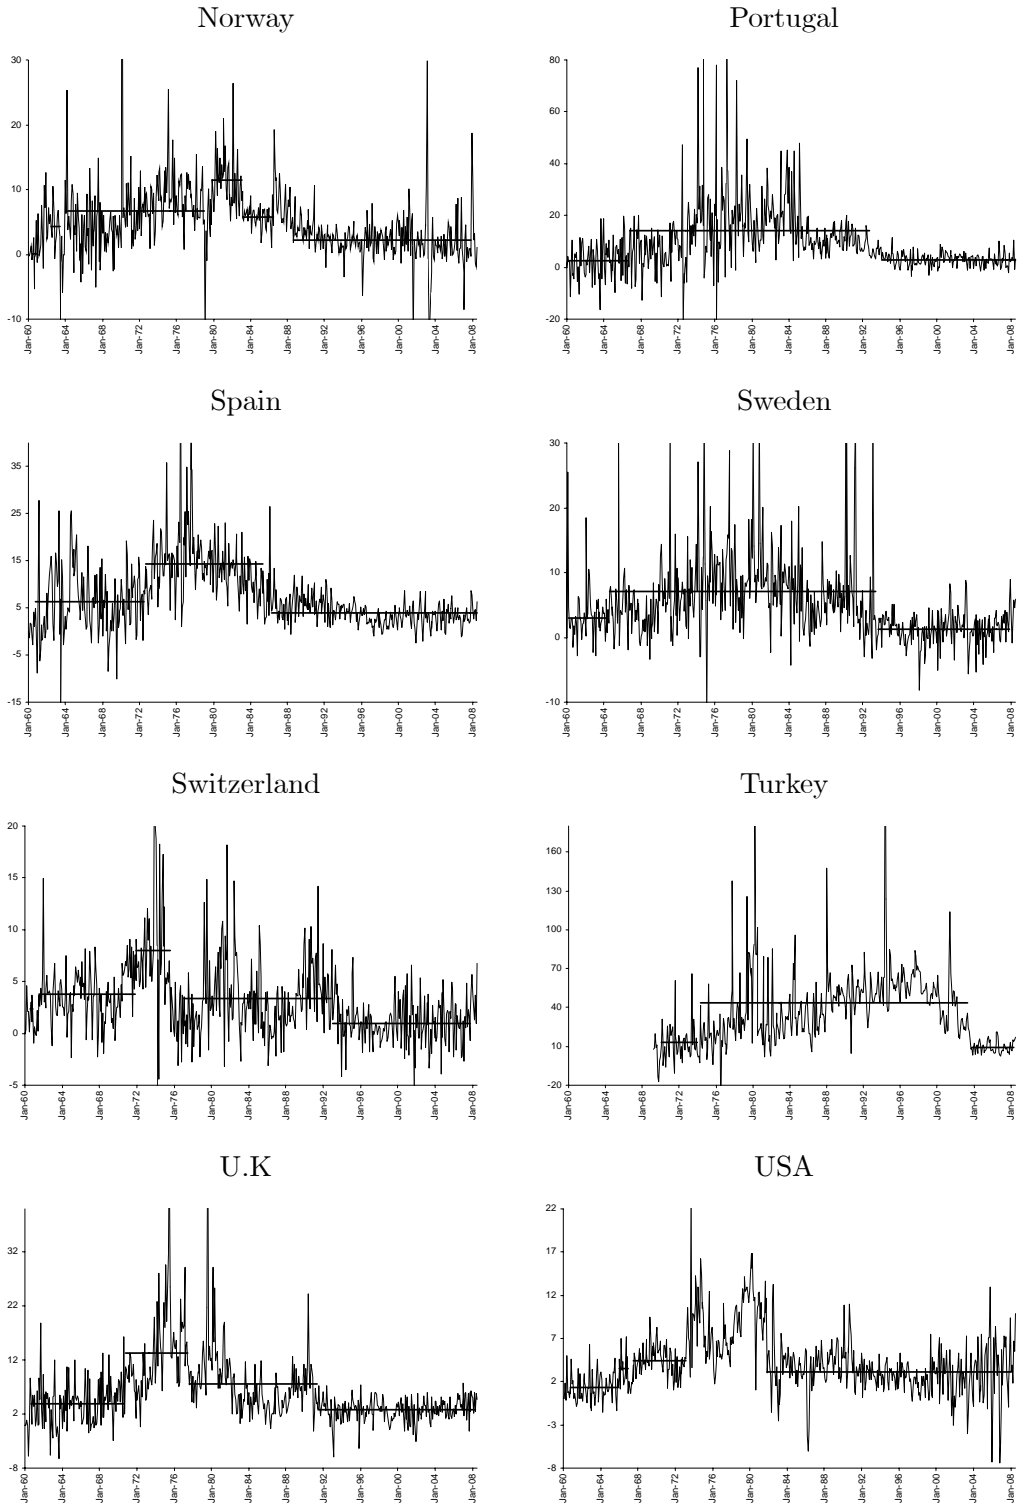 Norway
30
20
10
0
-10
Jan-60 Jan-64 Jan-68 Jan-72 Jan-76 Jan-80 Jan-84 Jan-88 Jan-92 Jan-96 Jan-00 Jan-04 Jan-08
Portugal
80
60
40
20
0
-20
Jan-60 Jan-64 Jan-68 Jan-72 Jan-76 Jan-80 Jan-84 Jan-88 Jan-92 Jan-96 Jan-00 Jan-04 Jan-08
Spain
35
25
15
5
-5
-15
Jan-60 Jan-64 Jan-68 Jan-72 Jan-76 Jan-80 Jan-84 Jan-88 Jan-92 Jan-96 Jan-00 Jan-04 Jan-08
Sweden
30
20
10
0
-10
Jan-60 Jan-64 Jan-68 Jan-72 Jan-76 Jan-80 Jan-84 Jan-88 Jan-92 Jan-96 Jan-00 Jan-04 Jan-08
Switzerland
20
15
10
5
0
-5
Jan-60 Jan-64 Jan-68 Jan-72 Jan-76 Jan-80 Jan-84 Jan-88 Jan-92 Jan-96 Jan-00 Jan-04 Jan-08
Turkey
160
130
100
70
40
10
-20
Jan-60 Jan-64 Jan-68 Jan-72 Jan-76 Jan-80 Jan-84 Jan-88 Jan-92 Jan-96 Jan-00 Jan-04 Jan-08
U.K
32
22
12
2
-8
Jan-60 Jan-64 Jan-68 Jan-72 Jan-76 Jan-80 Jan-84 Jan-88 Jan-92 Jan-96 Jan-00 Jan-04 Jan-08
USA
22
17
12
7
2
-3
-8
Jan-60 Jan-64 Jan-68 Jan-72 Jan-76 Jan-80 Jan-84 Jan-88 Jan-92 Jan-96 Jan-00 Jan-04 Jan-08